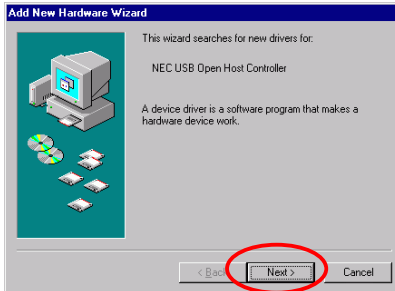 Add New Hardware Wizard
This wizard searches for new drivers for:
NEC USB Open Host Controller
A device driver is a software program that makes a
hardware device work.
< Back Next > Cancel